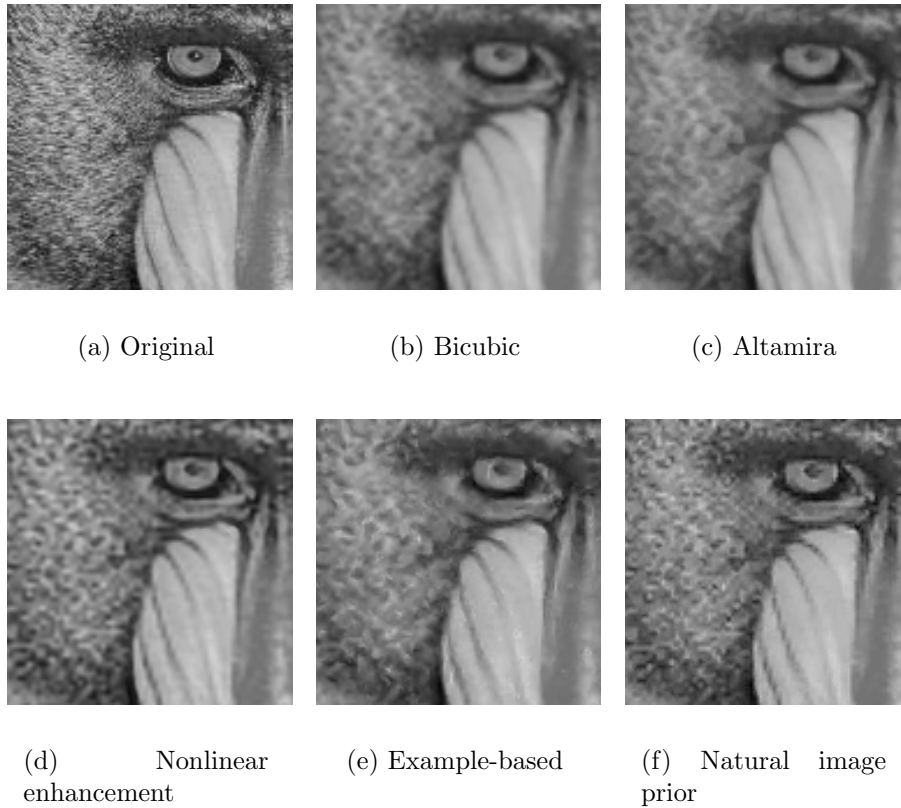 (a) Original
(b) Bicubic
(c) Altamira
(d) Nonlinear
enhancement
(e) Example-based
(f) Natural image
prior